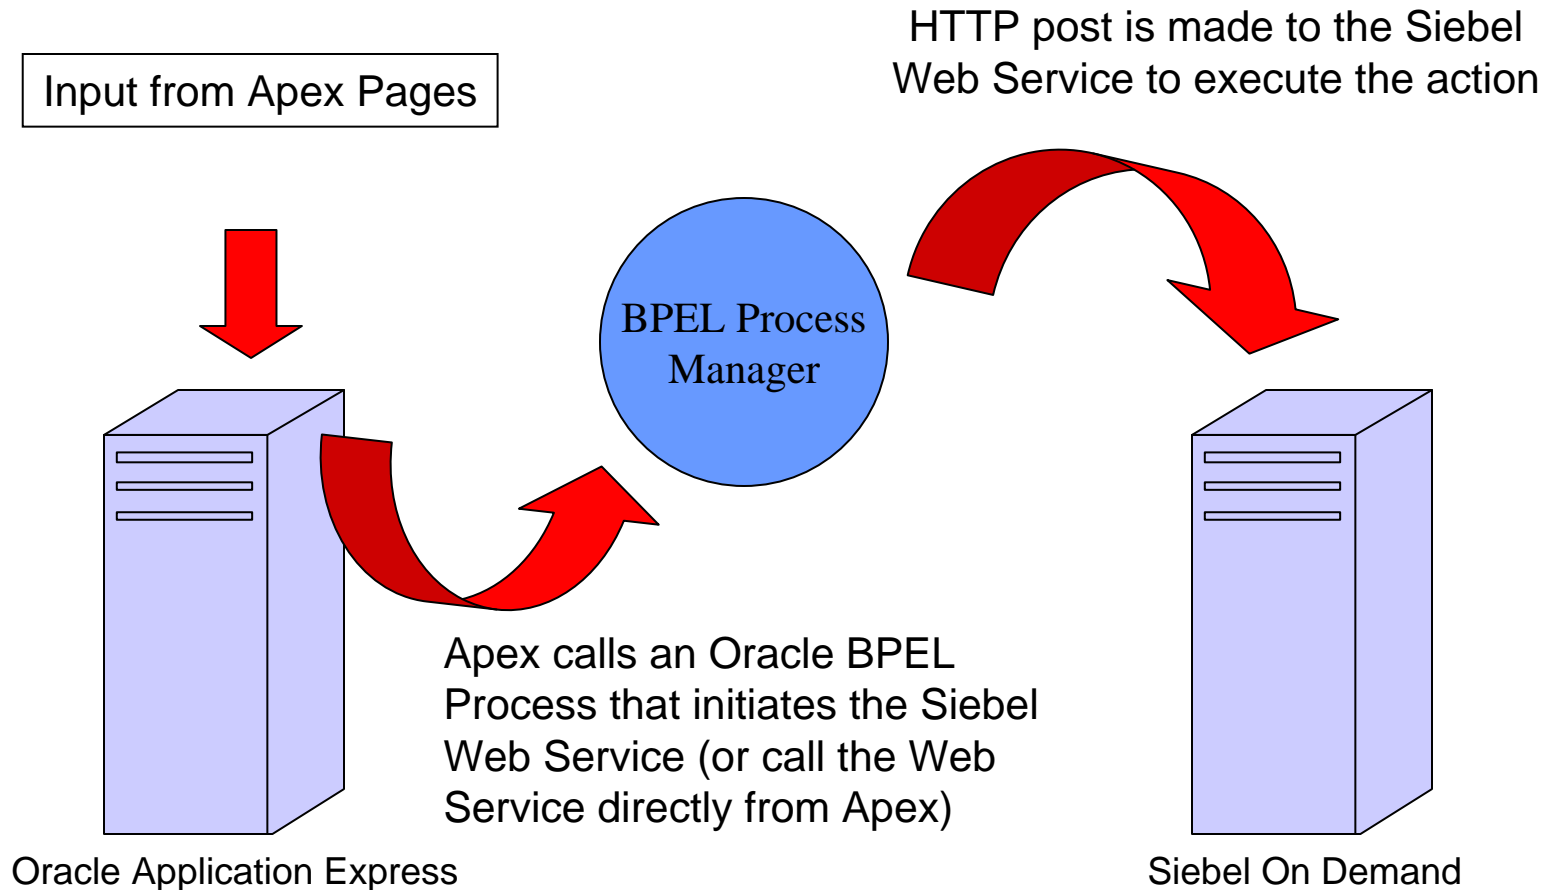 Input from Apex Pages
HTTP post is made to the Siebel
Web Service to execute the action
BPEL Process
Manager
Apex calls an Oracle BPEL
Process that initiates the Siebel
Web Service (or call the Web
Service directly from Apex)
Oracle Application Express
Siebel On Demand